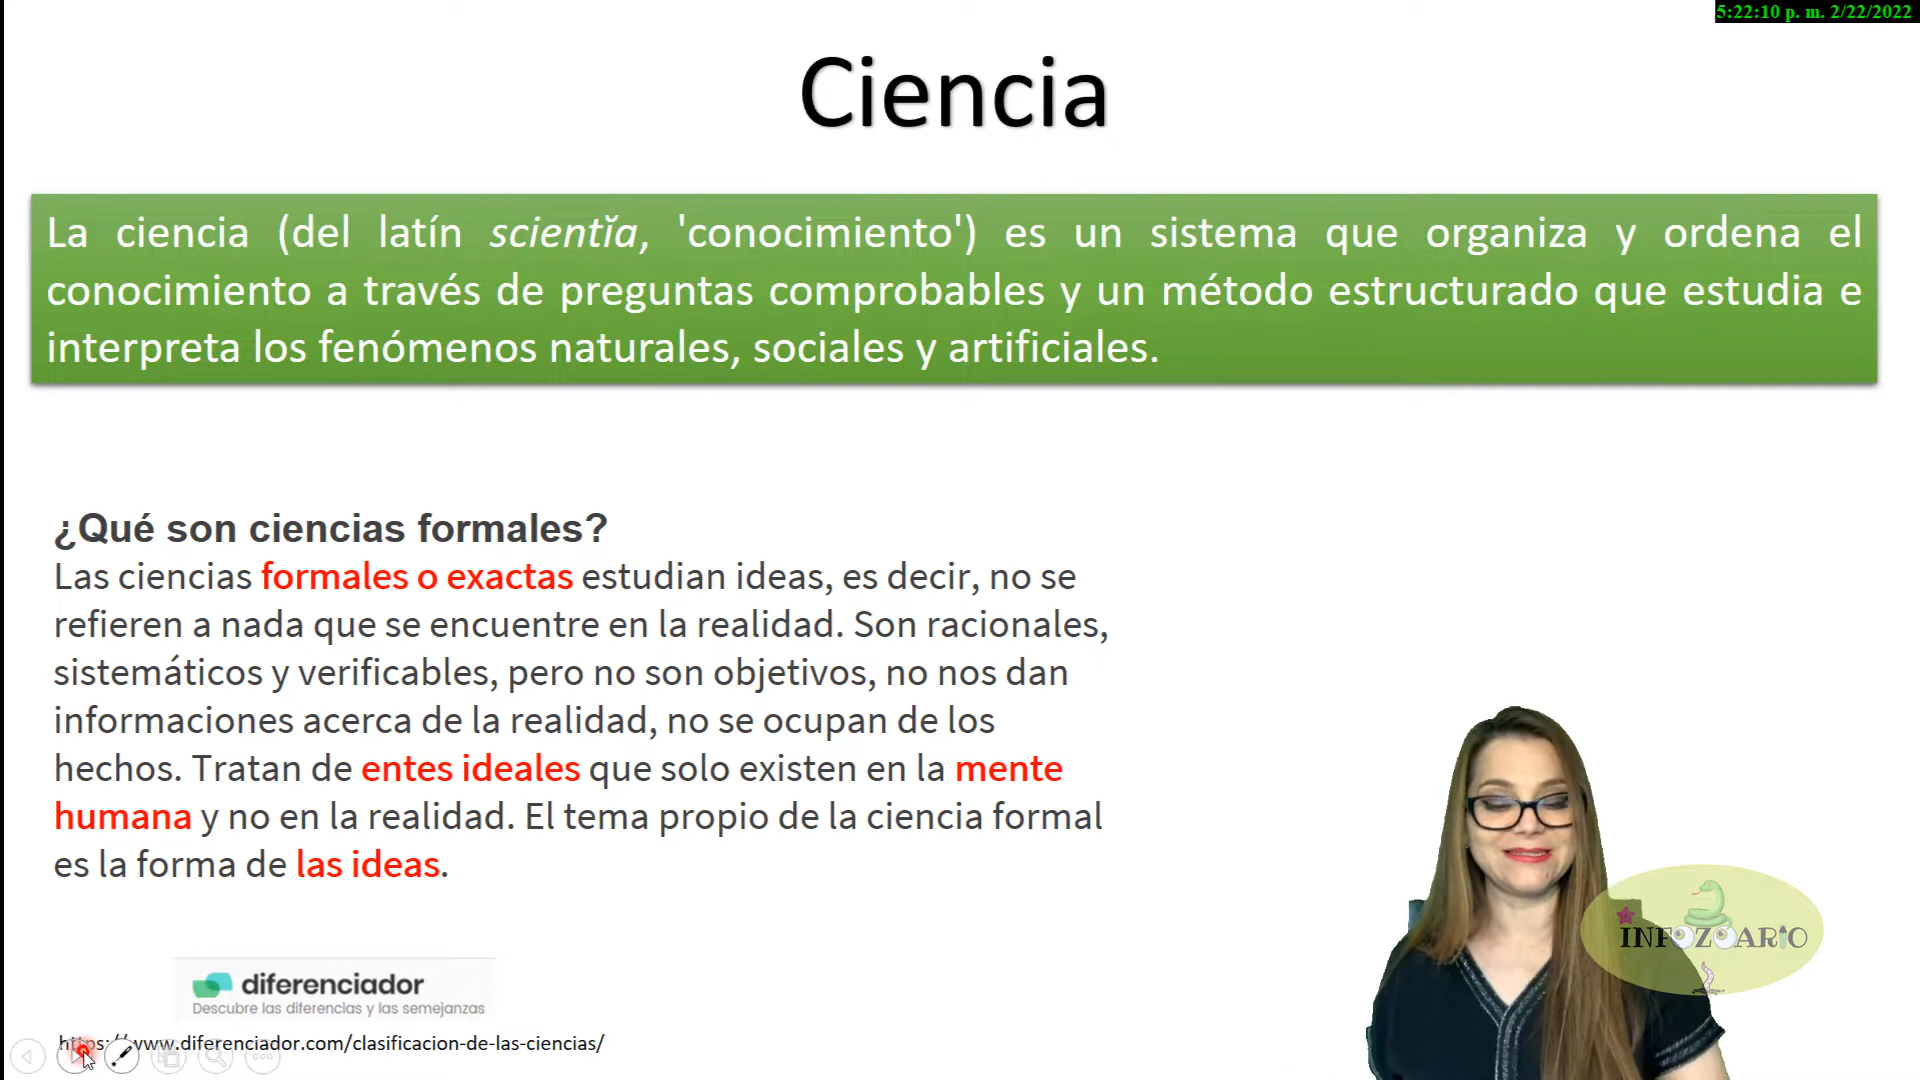 5:22:10 p. m. 2/22/2022
Ciencia
La ciencia (del latín scientĭa, 'conocimiento') es un sistema que organiza y ordena el
conocimiento a través de preguntas comprobables y un método estructurado que estudia e
interpreta los fenómenos naturales, sociales y artificiales.
¿Qué son ciencias formales?
Las ciencias formales o exactas estudian ideas, es decir, no se
refieren a nada que se encuentre en la realidad. Son racionales,
sistemáticos y verificables, pero no son objetivos, no nos dan
informaciones acerca de la realidad, no se ocupan de los
hechos. Tratan de entes ideales que solo existen en la mente
humana y no en la realidad. El tema propio de la ciencia formal
es la forma de las ideas.
INFOZOARIO
diferenciador
Descubre las diferencias y las semejanzas
https://www.diferenciador.com/clasificacion-de-las-ciencias/